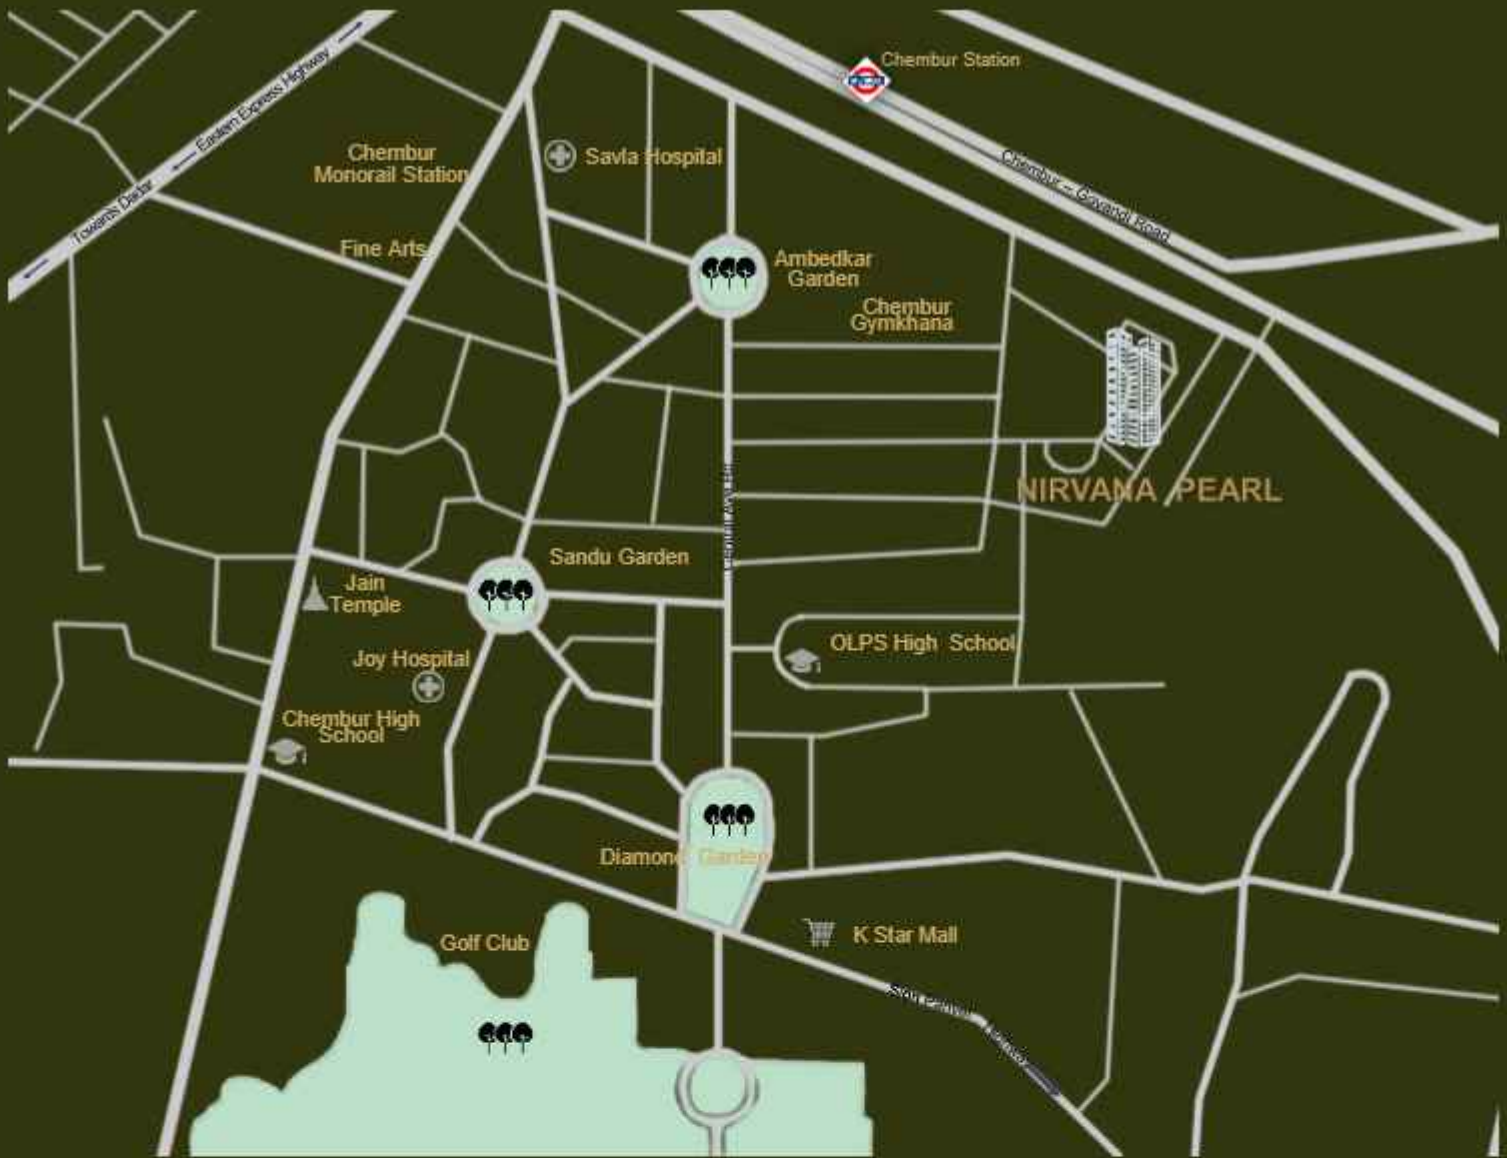 Chembur Station
Eastern Express Highway
Chembur
Monorail Station
Savla Hospital
Chembur – Govandi Road
Towards Dadar
Fine Arts
Ambedkar
Garden
Chembur
Gymkhana
NIRVANA PEARL
Sandu Garden
Jain
Temple
OLPS High School
Joy Hospital
Chembur High
School
Diamond Garden
K Star Mall
Golf Club
Sion Panvel